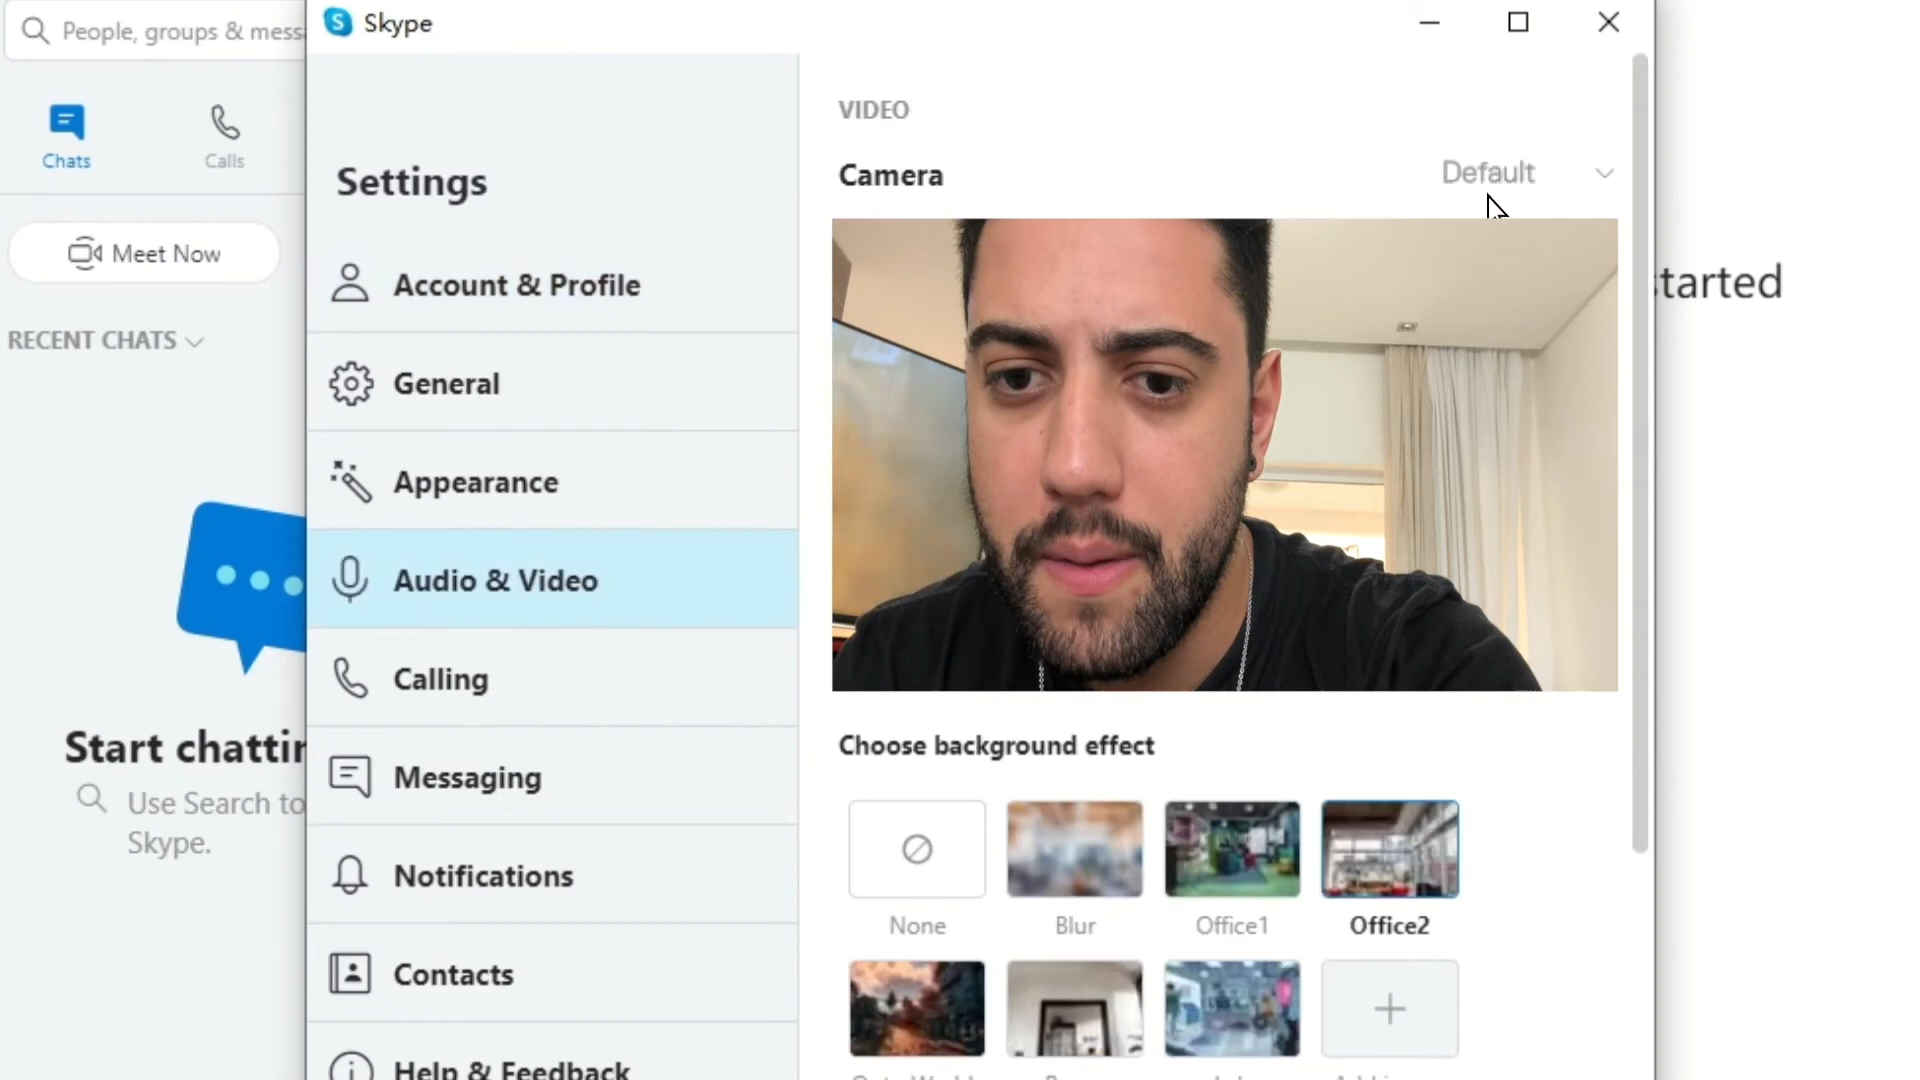 People, groups & mess
Skype
Chats
Calls
Meet Now
RECENT CHATS
Start chattin
Use Search to
Skype.
Settings
Account & Profile
General
Appearance
Audio & Video
Calling
Messaging
Notifications
Contacts
Help & Feedback
VIDEO
Camera
Default
Choose background effect
None
Blur
Office1
Office2
started